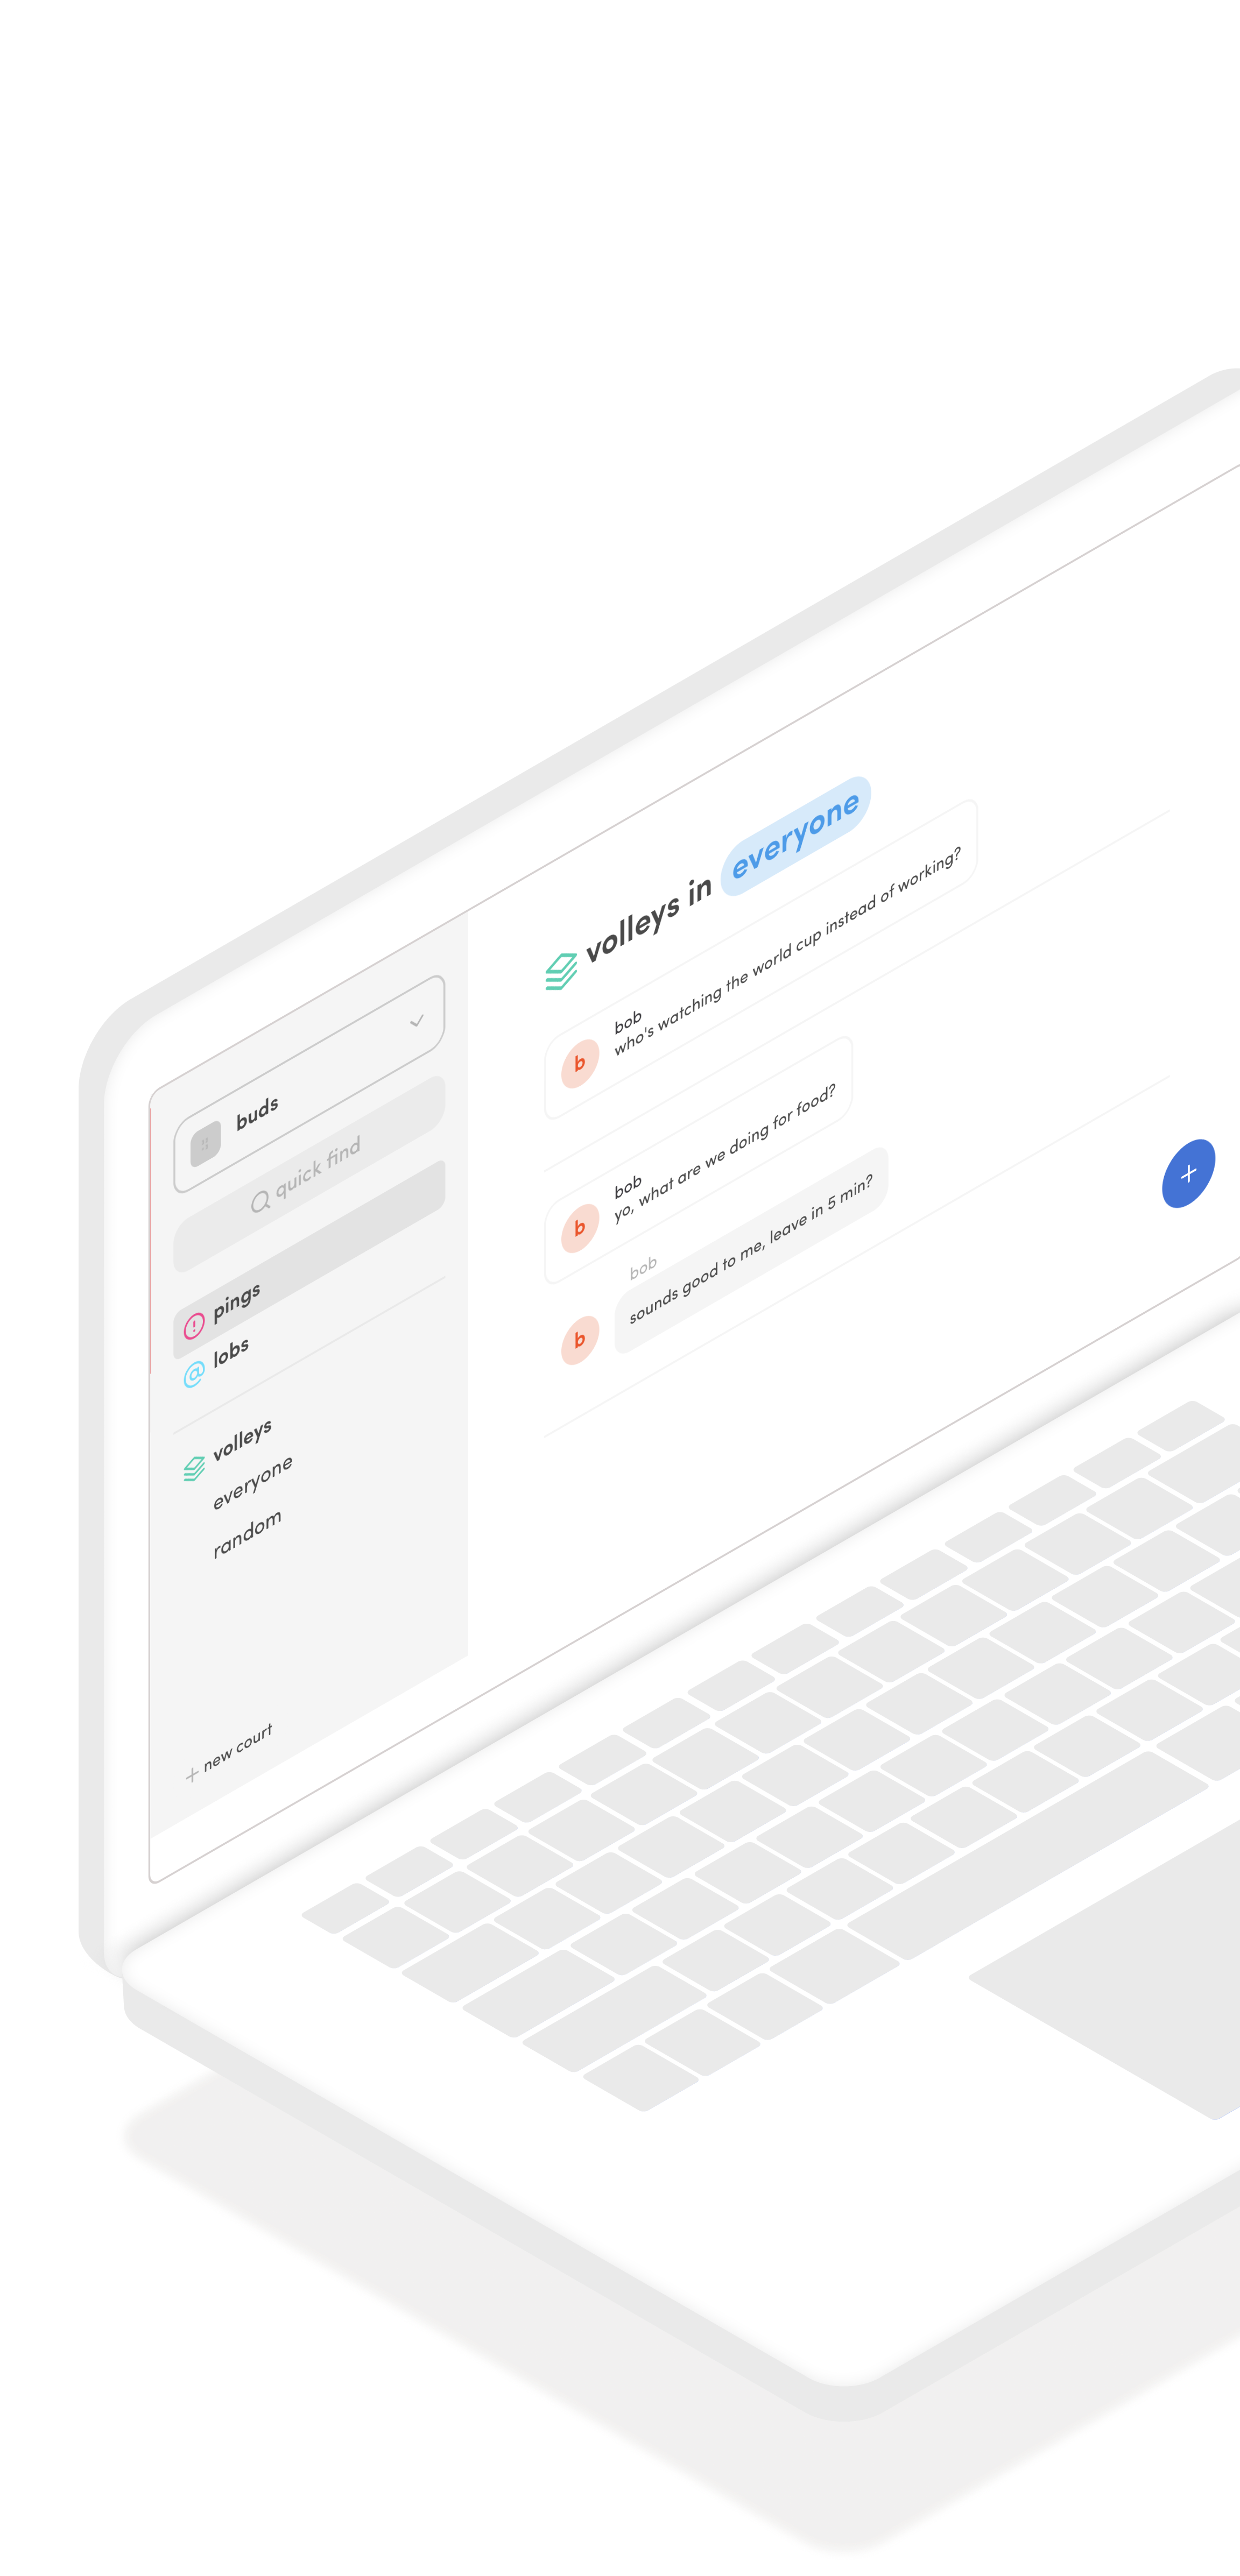 buds
quick find
pings
lobs
volleys
everyone
random
+ new court
volleys in everyone
b
bob
who's watching the world cup instead of working?
b
bob
yo, what are we doing for food?
bob
b
sounds good to me, leave in 5 min?
+